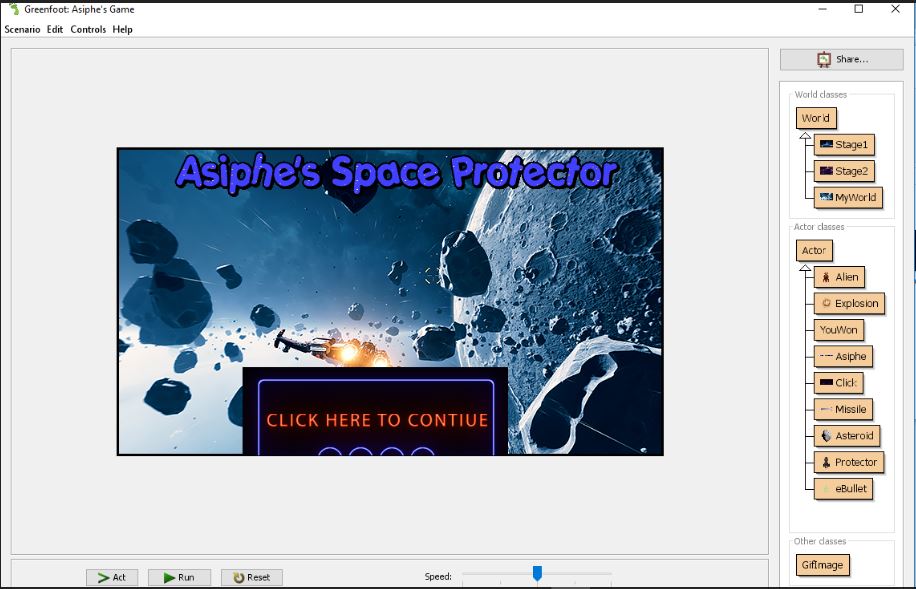 Greenfoot: Asiphe's Game
Scenario Edit Controls Help
Share...
Asiphe's Space Protector
CLICK HERE TO CONTIUE
World classes
World
Stage1
Stage2
MyWorld
Actor classes
Actor
Alien
Explosion
YouWon
Asiphe
Click
Missile
Asteroid
Protector
eBullet
Other classes
GifImage
Act Run Reset Speed: